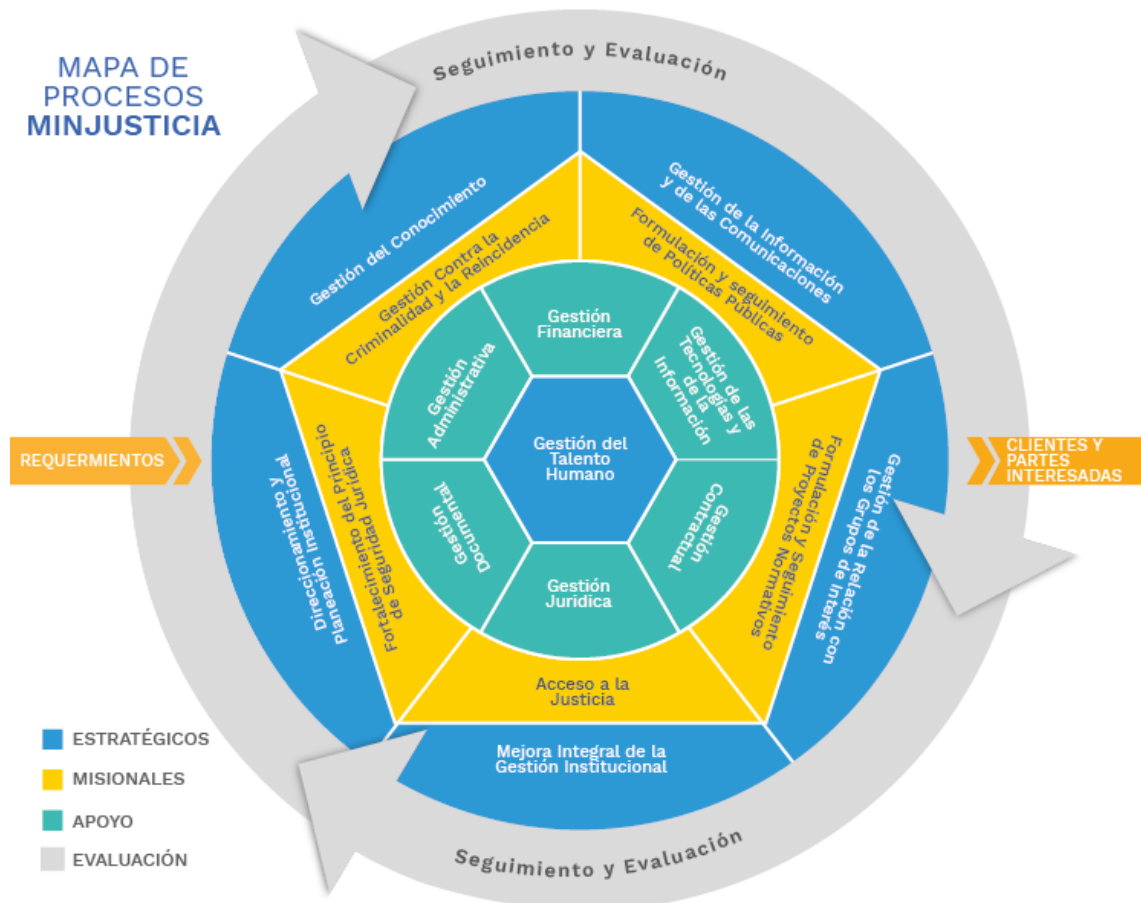 MAPA DE
PROCESOS
MINJUSTICIA
Seguimiento y Evaluación
Gestión del Conocimiento
Gestión de la Información
y de las Comunicaciones
Gestión Contra la
Criminalidad y la Reincidencia
Formulación y seguimiento
de Políticas Públicas
Gestión
Financiera
Gestión
Administrativa
Gestión de las
Tecnologías y
de la
Información
Gestión del
Talento
Humano
REQUERMIENTOS
CLIENTES Y
PARTES
INTERESADAS
Direccionamiento y
Planeación Institucional
Fortalecimiento del Principio
de Seguridad Jurídica
Gestión
Documental
Gestión
Jurídica
Gestión
Contractual
Formulación y Seguimiento
de Proyectos Normativos
Gestión de la Relación con
los Grupos de Interés
Acceso a la
Justicia
Mejora Integral de la
Gestión Institucional
Seguimiento y Evaluación
ESTRATÉGICOS
MISIONALES
APOYO
EVALUACIÓN